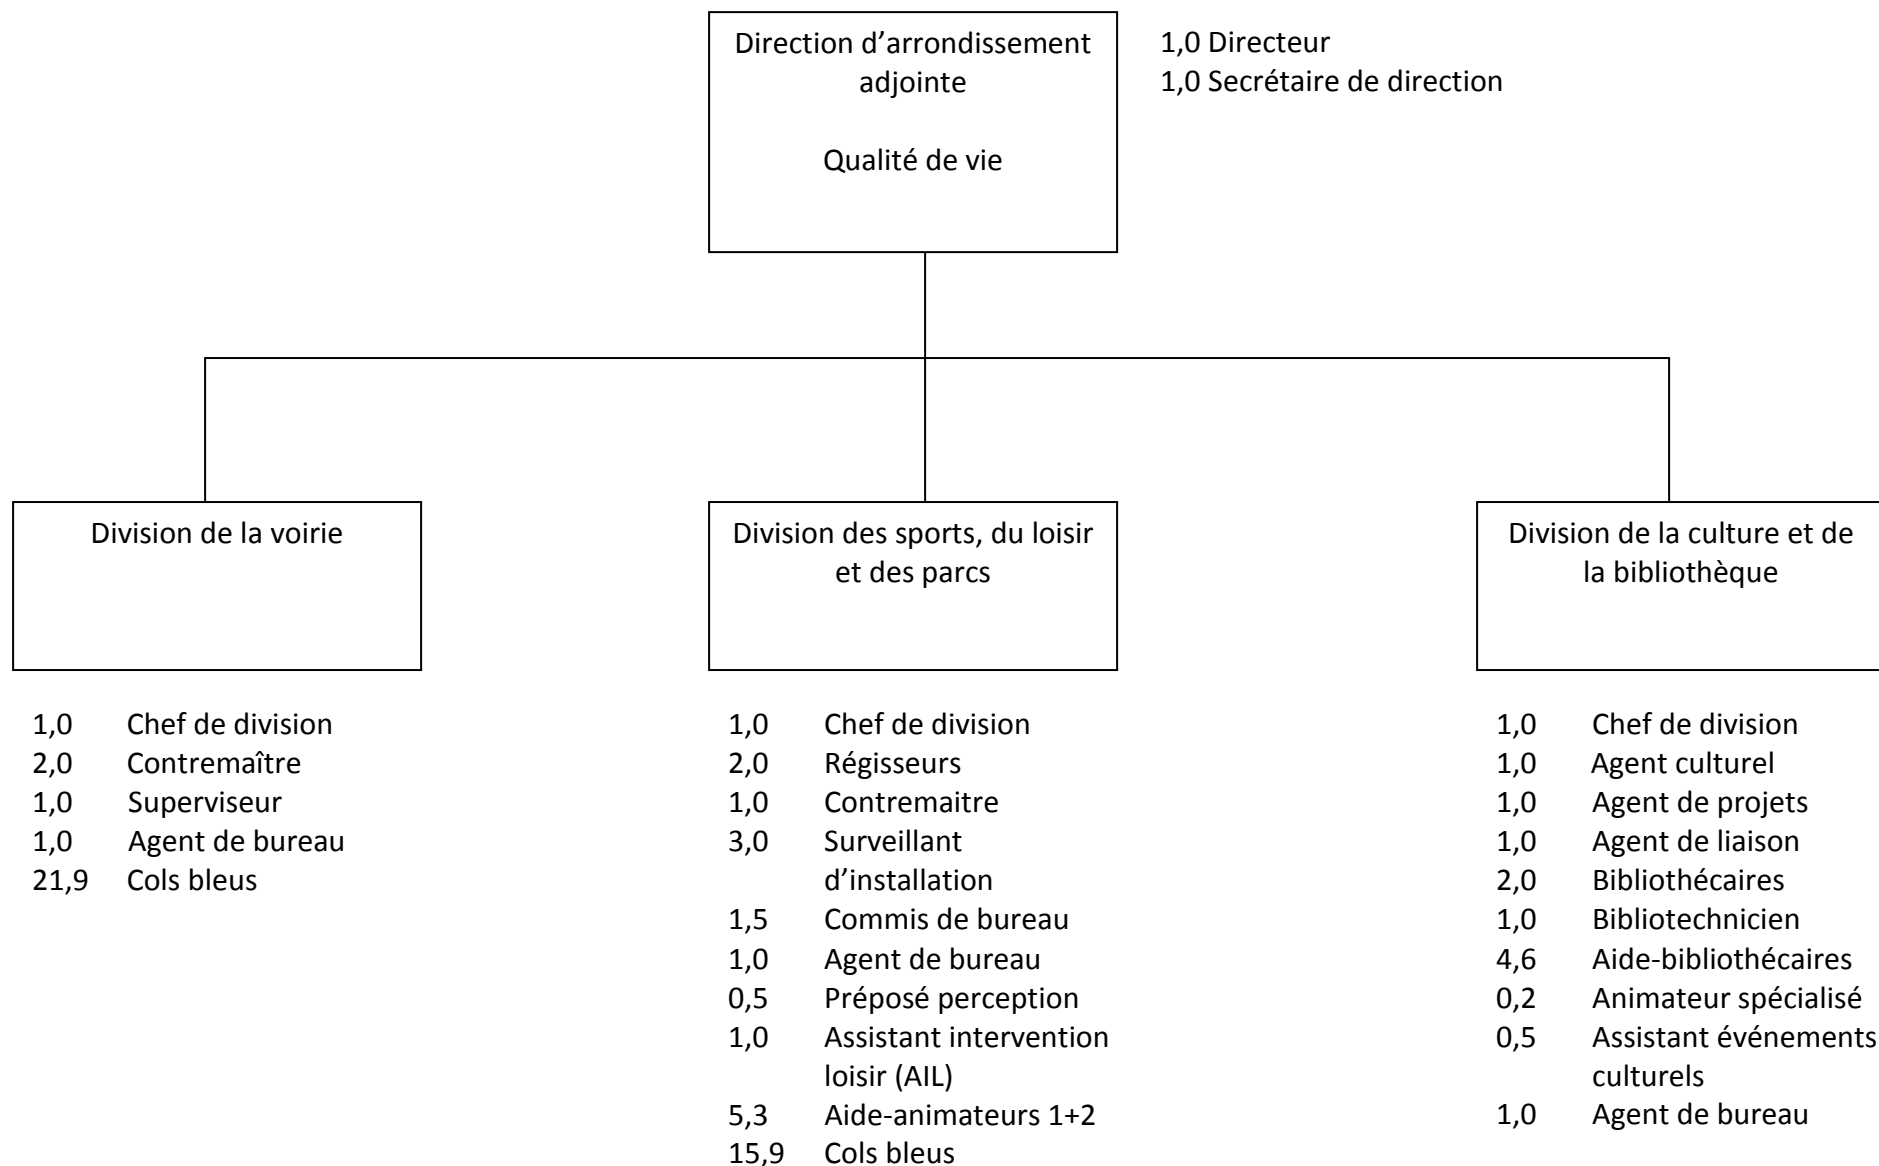 Direction d’arrondissement
adjointe
Qualité de vie
1,0 Directeur
1,0 Secrétaire de direction
Division de la voirie
1,0 Chef de division
2,0 Contremaître
1,0 Superviseur
1,0 Agent de bureau
21,9 Cols bleus
Division des sports, du loisir
et des parcs
1,0 Chef de division
2,0 Régisseurs
1,0 Contremaitre
3,0 Surveillant
d’installation
1,5 Commis de bureau
1,0 Agent de bureau
0,5 Préposé perception
1,0 Assistant intervention
loisir (AIL)
5,3 Aide-animateurs 1+2
15,9 Cols bleus
Division de la culture et de
la bibliothèque
1,0 Chef de division
1,0 Agent culturel
1,0 Agent de projets
1,0 Agent de liaison
2,0 Bibliothécaires
1,0 Bibliotechnicien
4,6 Aide-bibliothécaires
0,2 Animateur spécialisé
0,5 Assistant événements
culturels
1,0 Agent de bureau